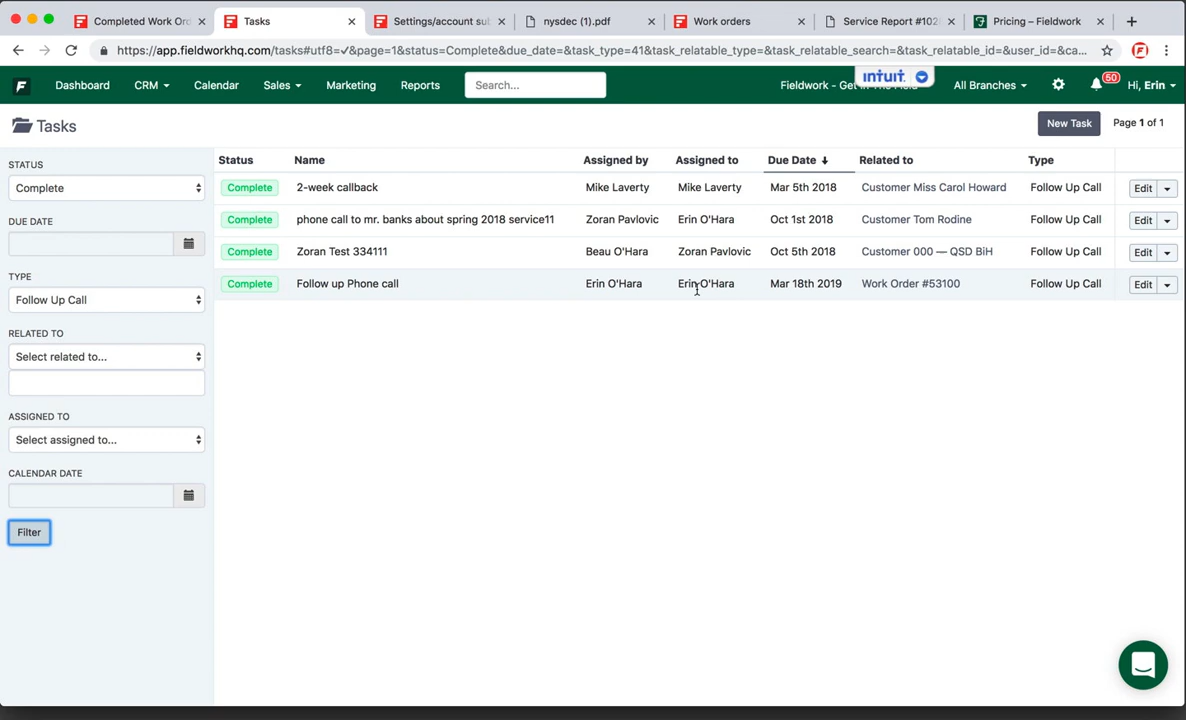 Completed Work Or
Tasks
Settings/account su
nysdec (1).pdf
Work orders
Service Report #102
Pricing – Fieldwork
https://app.fieldworkhq.com/tasks#utf8=✓&page=1&status=Complete&due_date=&task_type=41&task_relatable_type=&task_relatable_search=&task_relatable_id=&user_id=&ca...
F Dashboard CRM Calendar Sales Marketing Reports Search... Fieldwork - Get In The Field intuit. All Branches 50 Hi, Erin
Tasks
New Task Page 1 of 1
STATUS
Complete
DUE DATE
TYPE
Follow Up Call
RELATED TO
Select related to...
ASSIGNED TO
Select assigned to...
CALENDAR DATE
Filter
Status Name Assigned by Assigned to Due Date Related to Type
Complete 2-week callback Mike Laverty Mike Laverty Mar 5th 2018 Customer Miss Carol Howard Follow Up Call Edit
Complete phone call to mr. banks about spring 2018 service11 Zoran Pavlovic Erin O'Hara Oct 1st 2018 Customer Tom Rodine Follow Up Call Edit
Complete Zoran Test 334111 Beau O'Hara Zoran Pavlovic Oct 5th 2018 Customer 000 — QSD BiH Follow Up Call Edit
Complete Follow up Phone call Erin O'Hara Erin O'Hara Mar 18th 2019 Work Order #53100 Follow Up Call Edit